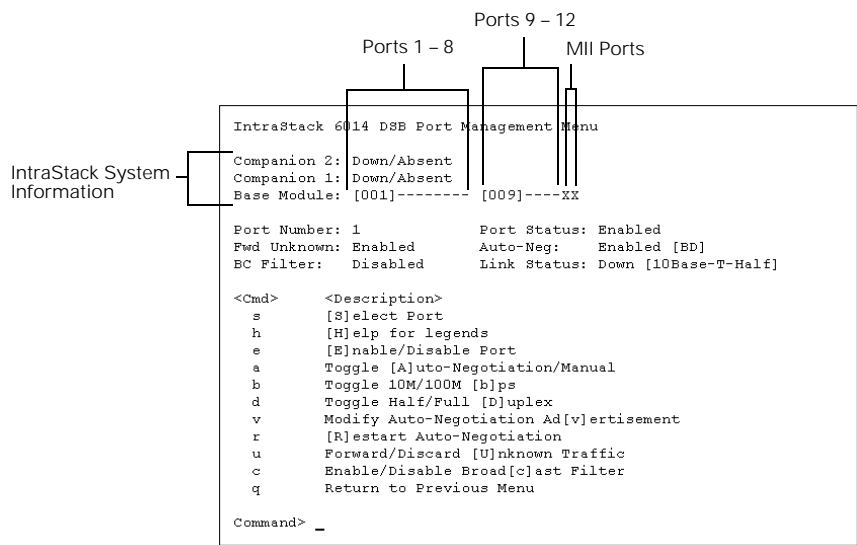 Ports 9 – 12
Ports 1 – 8
MII Ports
IntraStack 6014 DSB Port Management Menu
IntraStack System
Information
Companion 2: Down/Absent
Companion 1: Down/Absent
Base Module: [001]-------- [009]----XX
Port Number: 1 Port Status: Enabled
Fwd Unknown: Enabled Auto-Neg: Enabled [BD]
BC Filter: Disabled Link Status: Down [10Base-T-Half]
<Cmd> <Description>
s [S]elect Port
h [H]elp for legends
e [E]nable/Disable Port
a Toggle [A]uto-Negotiation/Manual
b Toggle 10M/100M [b]ps
d Toggle Half/Full [D]uplex
v Modify Auto-Negotiation Ad[v]ertisement
r [R]estart Auto-Negotiation
u Forward/Discard [U]nknown Traffic
c Enable/Disable Broad[c]ast Filter
q Return to Previous Menu
Command> _